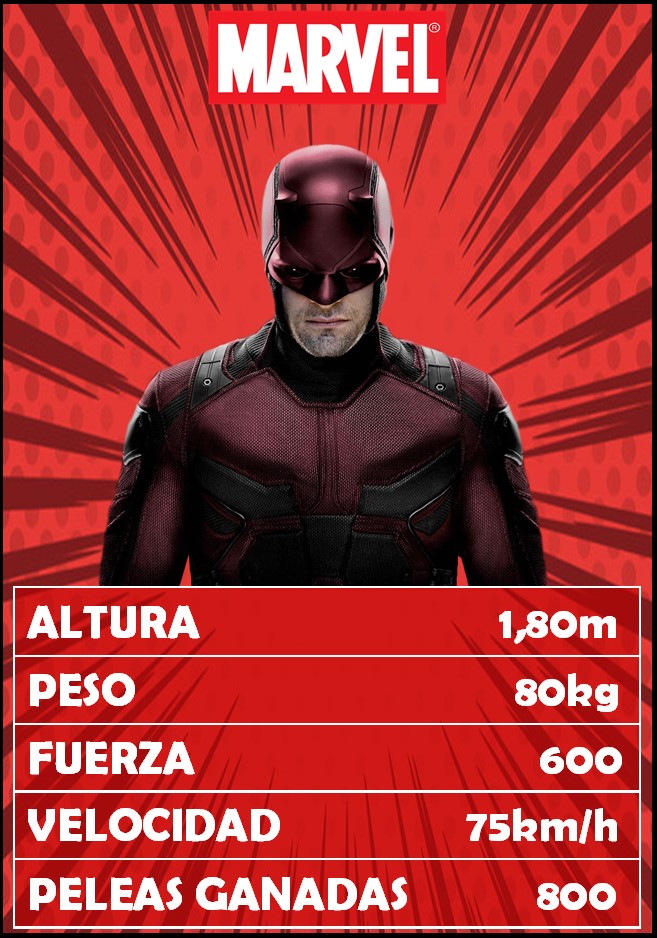 MARVEL®
ALTURA 1,80m
PESO 80kg
FUERZA 600
VELOCIDAD 75km/h
PELEAS GANADAS 800